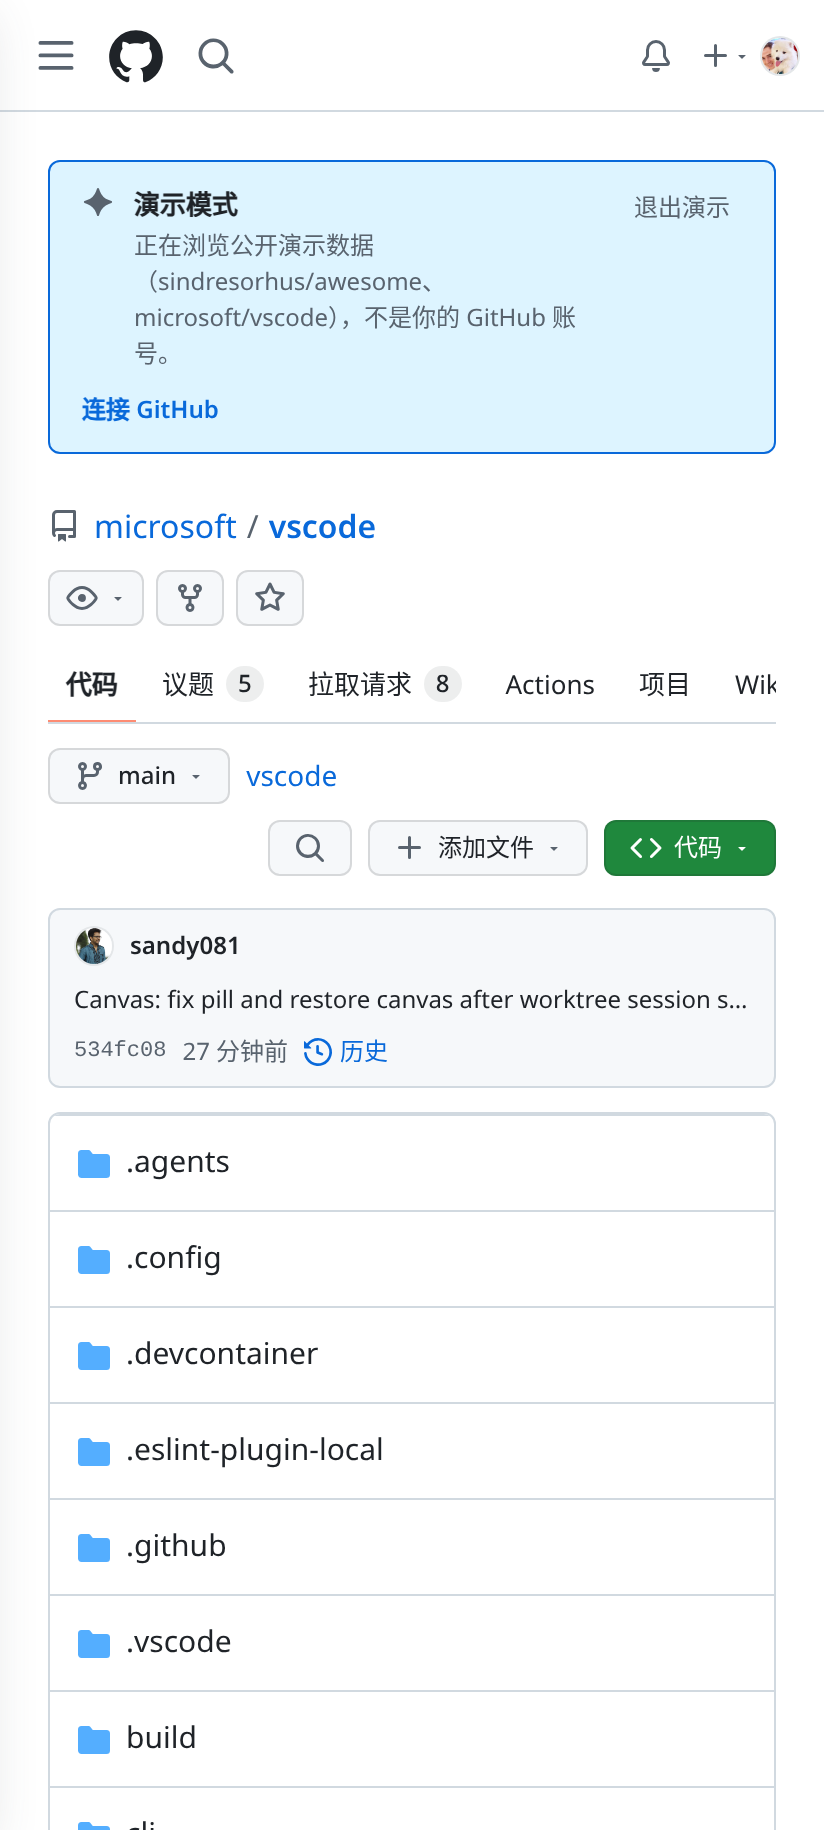 演示模式
退出演示
正在浏览公开演示数据
（sindresorhus/awesome、
microsoft/vscode），不是你的 GitHub 账
号。
连接 GitHub
microsoft / vscode
代码 议题 5 拉取请求 8 Actions 项目 Wik
main vscode
添加文件 代码
sandy081
Canvas: fix pill and restore canvas after worktree session s...
534fc08 27 分钟前 历史
.agents
.config
.devcontainer
.eslint-plugin-local
.github
.vscode
build
cli